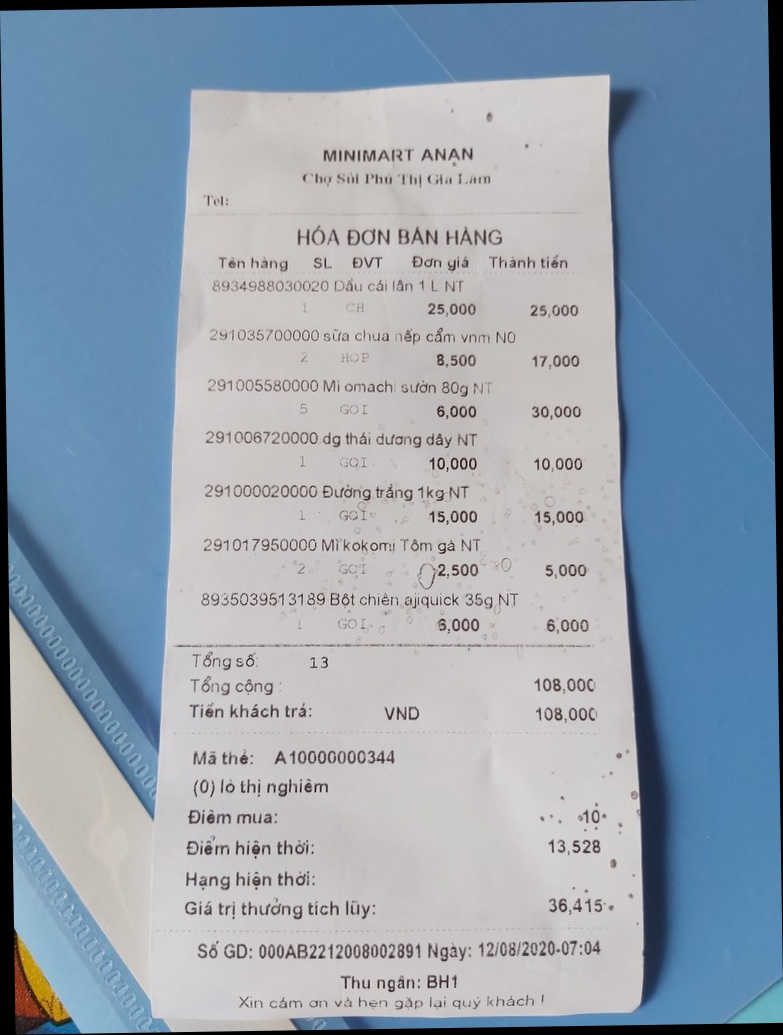 MINIMART ANAN
Chợ Sủi Phú Thị Gia Lâm
Tel:
HÓA ĐƠN BÁN HÀNG
Tên hàng SL ĐVT Đơn giá Thành tiền
8934988030020 Dầu cái lân 1 L NT
1 CH 25,000 25,000
291035700000 sữa chua nếp cẩm vnm N0
2 HOP 8,500 17,000
291005580000 Mì omachi sườn 80g NT
5 GOI 6,000 30,000
291006720000 dg thái dương dây NT
1 GOI 10,000 10,000
291000020000 Đường trắng 1kg NT
1 GOI 15,000 15,000
291017950000 Mì kokomi Tôm gà NT
2 GOI 2,500 5,000
8935039513189 Bột chiên ajiquick 35g NT
1 GOI 6,000 6,000
Tổng số: 13
Tổng cộng : 108,000
Tiền khách trả: VND 108,000
Mã thẻ: A10000000344
(0) lò thị nghiêm
Điểm mua: 10
Điểm hiện thời: 13,528
Hạng hiện thời:
Giá trị thưởng tích lũy: 36,415
Số GD: 000AB2212008002891 Ngày: 12/08/2020-07:04
Thu ngân: BH1
Xin cám ơn và hẹn gặp lại quý khách !